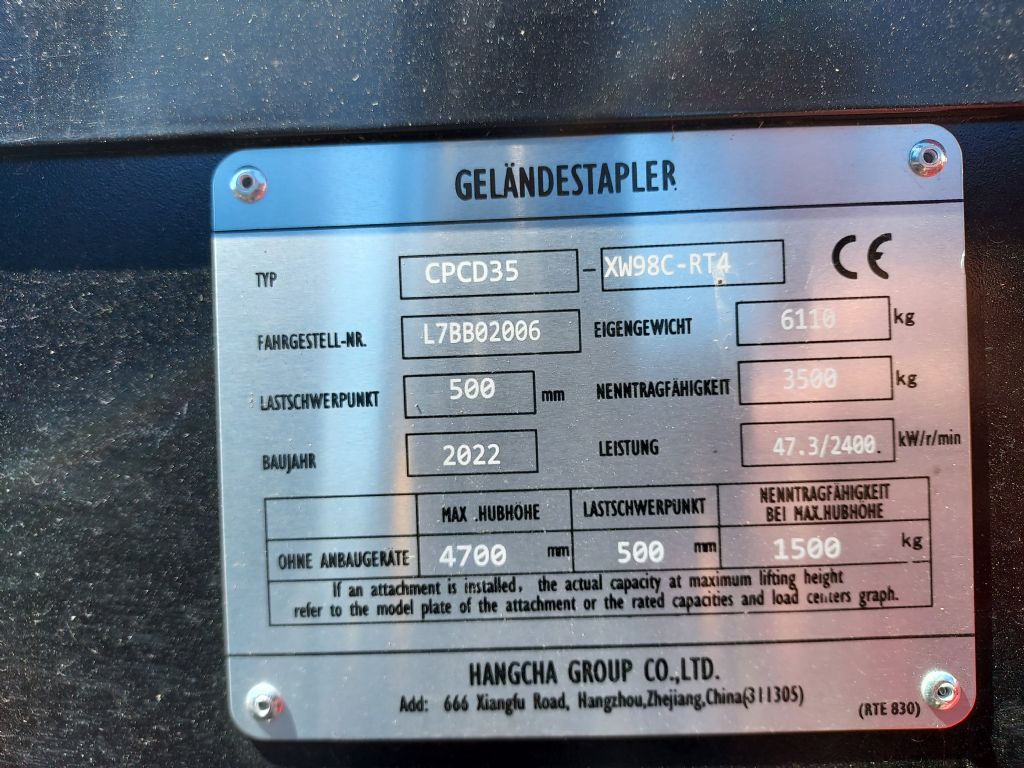 GELÄNDESTAPLER
TYP CPCD35 - XW98C-RT4 CE
FAHRGESTELL-NR. L7BB02006 EIGENGEWICHT 6110 kg
LASTSCHWERPUNKT 500 mm NENNTRAGFÄHIGKEIT 3500 kg
BAUJAHR 2022 LEISTUNG 47.3/2400. kW/r/min
MAX .HUBHÖHE LASTSCHWERPUNKT NENNTRAGFÄHIGKEIT
BEI MAX.HUBHÖHE
OHNE ANBAUGERÄTE 4700 mm 500 mm 1500 kg
If an attachment is installed, the actual capacity at maximum lifting height
refer to the model plate of the attachment or the rated capacities and load centers graph.
HANGCHA GROUP CO.,LTD.
Add: 666 Xiangfu Road, Hangzhou,Zhejiang,China(311305)
(RTE 830)